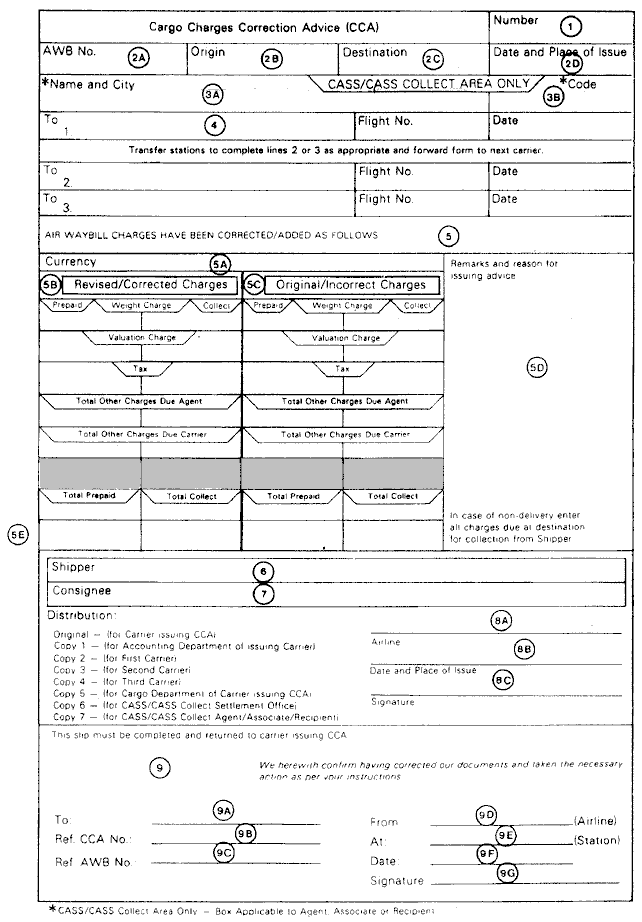 Cargo Charges Correction Advice (CCA)
Number 1
AWB No. 2A Origin 2B Destination 2C Date and Place of Issue 2D
*Name and City 3A CASS/CASS COLLECT AREA ONLY 3B *Code
To 1. 4 Flight No. Date
Transfer stations to complete lines 2 or 3 as appropriate and forward form to next carrier.
To 2. Flight No. Date
To 3. Flight No. Date
AIR WAYBILL CHARGES HAVE BEEN CORRECTED/ADDED AS FOLLOWS 5
Currency 5A
5B Revised/Corrected Charges 5C Original/Incorrect Charges
Prepaid Weight Charge Collect Prepaid Weight Charge Collect
Valuation Charge Valuation Charge
Tax Tax
Total Other Charges Due Agent Total Other Charges Due Agent
Total Other Charges Due Carrier Total Other Charges Due Carrier
Total Prepaid Total Collect Total Prepaid Total Collect
5E
Remarks and reason for
issuing advice
5D
In case of non-delivery enter
all charges due at destination
for collection from Shipper
Shipper 6
Consignee 7
Distribution:
Original – (for Carrier issuing CCA)
Copy 1 – (for Accounting Department of issuing Carrier)
Copy 2 – (for First Carrier)
Copy 3 – (for Second Carrier)
Copy 4 – (for Third Carrier)
Copy 5 – (for Cargo Department of Carrier issuing CCA)
Copy 6 – (for CASS/CASS Collect Settlement Office)
Copy 7 – (for CASS/CASS Collect Agent/Associate/Recipient)
8A
Airline 8B
Date and Place of Issue 8C
Signature
This slip must be completed and returned to carrier issuing CCA
9
We herewith confirm having corrected our documents and taken the necessary
action as per your instructions
To: 9A
Ref. CCA No.: 9B
Ref. AWB No.: 9C
From 9D (Airline)
At: 9E (Station)
Date: 9F
Signature 9G
*CASS/CASS Collect Area Only – Box Applicable to Agent, Associate or Recipient